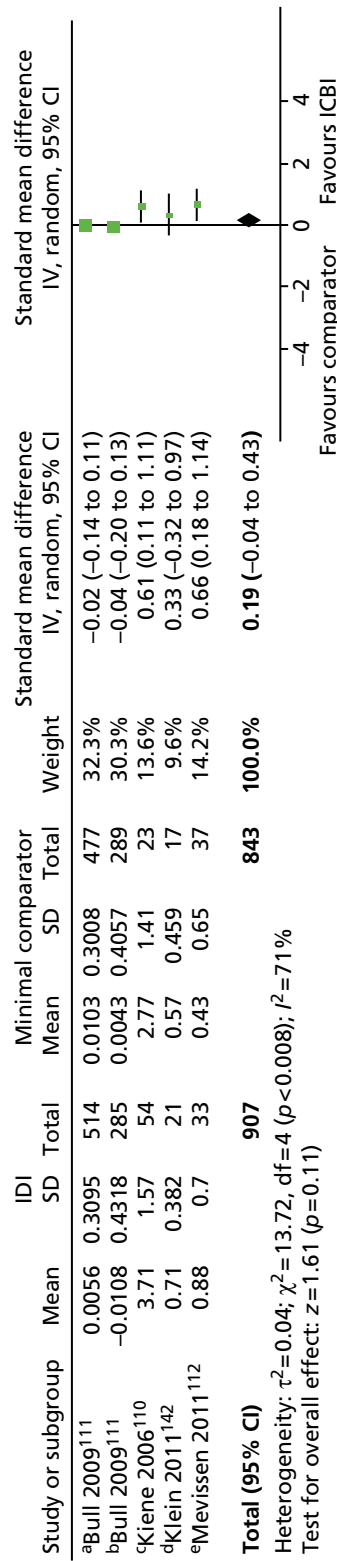 IDI Minimal comparator Standard mean difference Standard mean difference
Study or subgroup Mean SD Total Mean SD Total Weight IV, random, 95% CI IV, random, 95% CI
aBull 2009111 0.0056 0.3095 514 0.0103 0.3008 477 32.3% −0.02 (−0.14 to 0.11)
bBull 2009111 −0.0108 0.4318 285 0.0043 0.4057 289 30.3% −0.04 (−0.20 to 0.13)
cKiene 2006110 3.71 1.57 54 2.77 1.41 23 13.6% 0.61 (0.11 to 1.11)
dKlein 2011142 0.71 0.382 21 0.57 0.459 17 9.6% 0.33 (−0.32 to 0.97)
eMevissen 2011112 0.88 0.7 33 0.43 0.65 37 14.2% 0.66 (0.18 to 1.14)
Total (95% CI) 907 843 100.0% 0.19 (−0.04 to 0.43)
Heterogeneity: τ2=0.04; χ2=13.72, df=4 (p<0.008); I2=71%
Test for overall effect: z=1.61 (p=0.11)
−4 −2 0 2 4
Favours comparator Favours ICBI